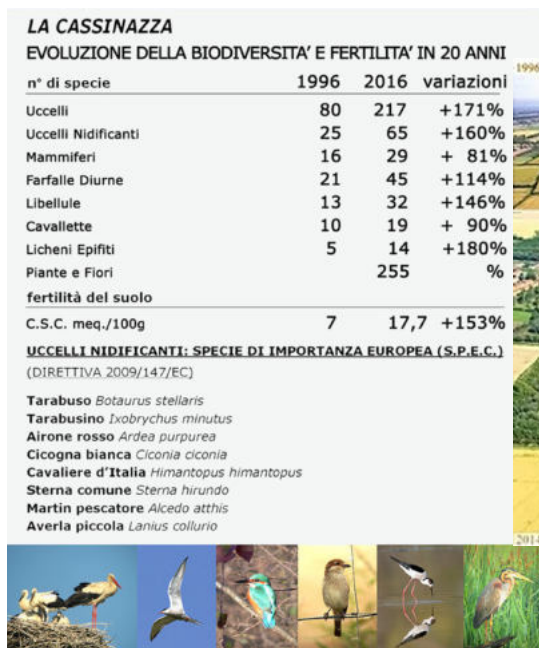 LA CASSINAZZA
EVOLUZIONE DELLA BIODIVERSITA' E FERTILITA' IN 20 ANNI
n° di specie 1996 2016 variazioni
Uccelli 80 217 +171%
Uccelli Nidificanti 25 65 +160%
Mammiferi 16 29 + 81%
Farfalle Diurne 21 45 +114%
Libellule 13 32 +146%
Cavallette 10 19 + 90%
Licheni Epifiti 5 14 +180%
Piante e Fiori 255 %
fertilità del suolo
C.S.C. meq./100g 7 17,7 +153%
UCCELLI NIDIFICANTI: SPECIE DI IMPORTANZA EUROPEA (S.P.E.C.)
(DIRETTIVA 2009/147/EC)
Tarabuso Botaurus stellaris
Tarabusino Ixobrychus minutus
Airone rosso Ardea purpurea
Cicogna bianca Ciconia ciconia
Cavaliere d'Italia Himantopus himantopus
Sterna comune Sterna hirundo
Martin pescatore Alcedo atthis
Averla piccola Lanius collurio
1996
2014